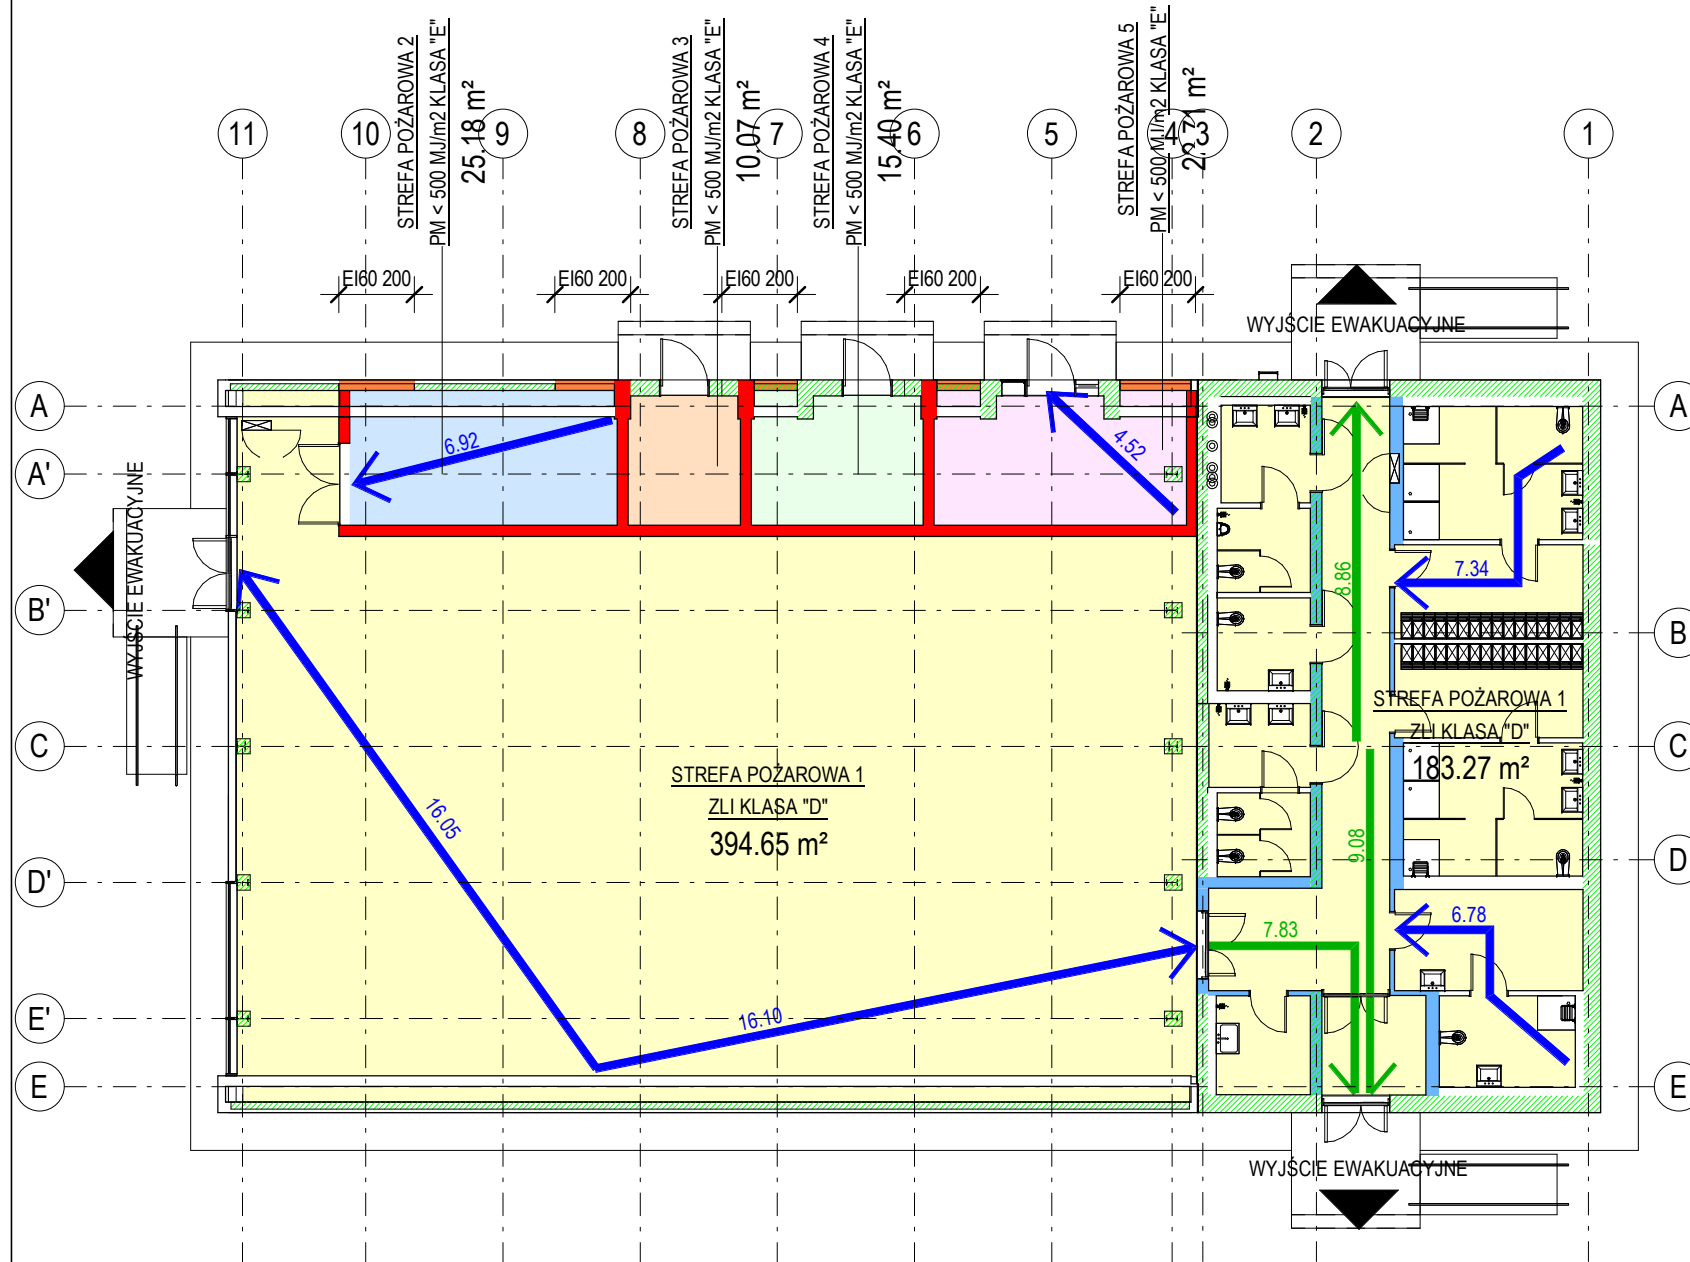 STREFA POŻAROWA 2
PM < 500 MJ/m2 KLASA "E"
25.18 m²
STREFA POŻAROWA 3
PM < 500 MJ/m2 KLASA "E"
10.07 m²
STREFA POŻAROWA 4
PM < 500 MJ/m2 KLASA "E"
15.40 m²
STREFA POŻAROWA 5
PM < 500 MJ/m2 KLASA "E"
m²
11
10
9
8
7
6
5
4
3
2
1
EI60 200
EI60 200
EI60 200
EI60 200
EI60 200
WYJŚCIE EWAKUACYJNE
A
A
A'
6.92
4.52
WYJŚCIE EWAKUACYJNE
8.86
7.34
B'
B
STREFA POŻAROWA 1
ZLI KLASA "D"
183.27 m²
C
C
STREFA POŻAROWA 1
ZLI KLASA "D"
394.65 m²
16.05
9.08
D
D'
7.83
6.78
16.10
E'
E
E
WYJŚCIE EWAKUACYJNE